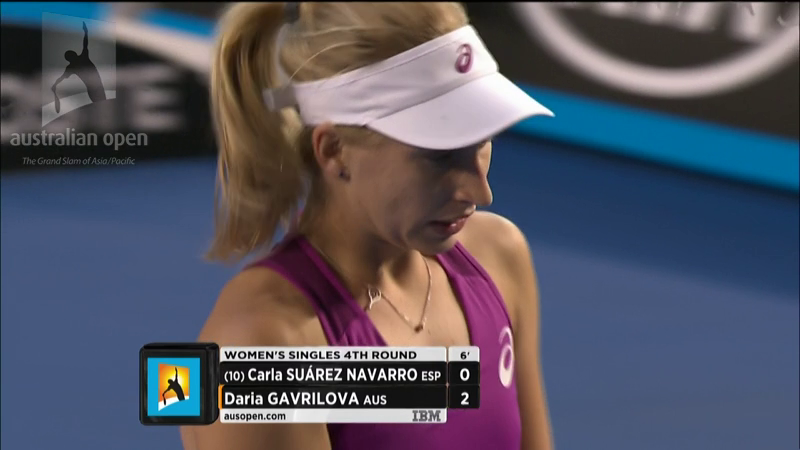 australian open
The Grand Slam of Asia/Pacific
WOMEN'S SINGLES 4TH ROUND 6'
(10) Carla SUÁREZ NAVARRO ESP 0
Daria GAVRILOVA AUS 2
ausopen.com IBM